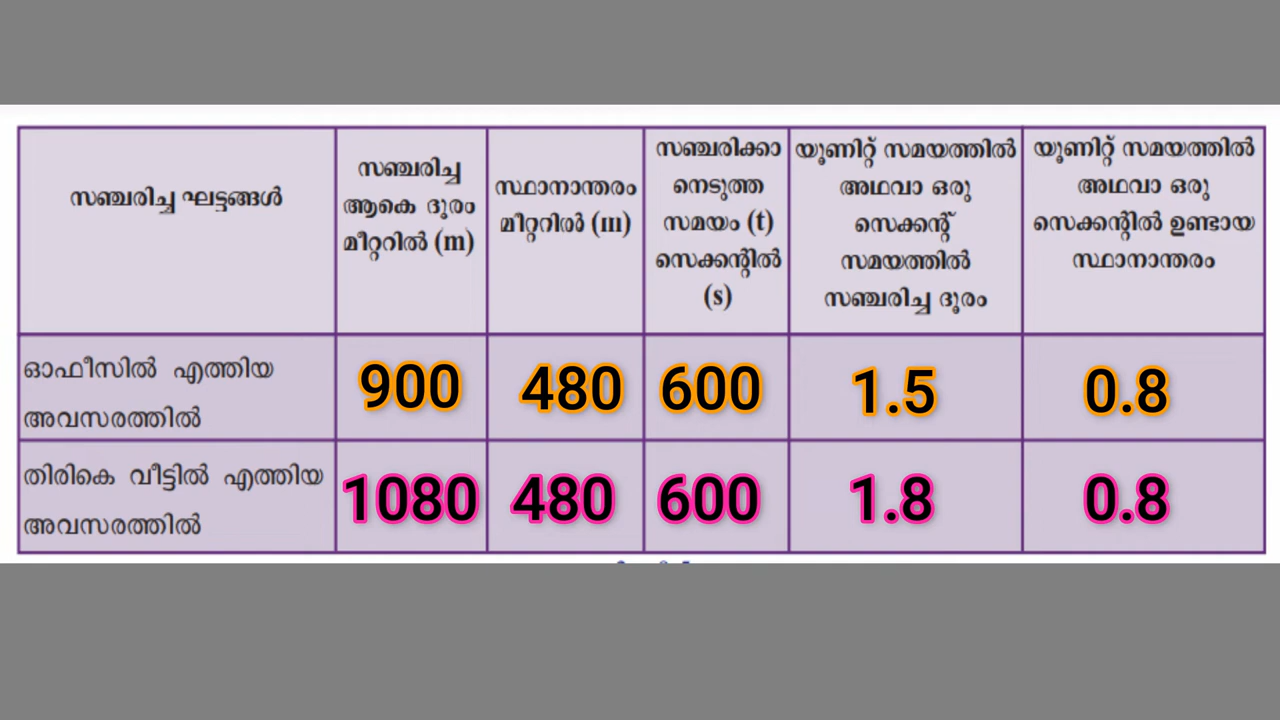 സഞ്ചരിച്ച ഘട്ടങ്ങൾ
സഞ്ചരിച്ച
ആകെ ദൂരം
മീറ്ററിൽ (m)
സ്ഥാനാന്തരം
മീറ്ററിൽ (m)
സഞ്ചരിക്കാ
നെടുത്ത
സമയം (t)
സെക്കന്റിൽ
(s)
യൂണിറ്റ് സമയത്തിൽ
അഥവാ ഒരു
സെക്കന്റ്
സമയത്തിൽ
സഞ്ചരിച്ച ദൂരം
യൂണിറ്റ് സമയത്തിൽ
അഥവാ ഒരു
സെക്കന്റിൽ ഉണ്ടായ
സ്ഥാനാന്തരം
ഓഫീസിൽ എത്തിയ
അവസരത്തിൽ
900
480
600
1.5
0.8
തിരികെ വീട്ടിൽ എത്തിയ
അവസരത്തിൽ
1080
480
600
1.8
0.8